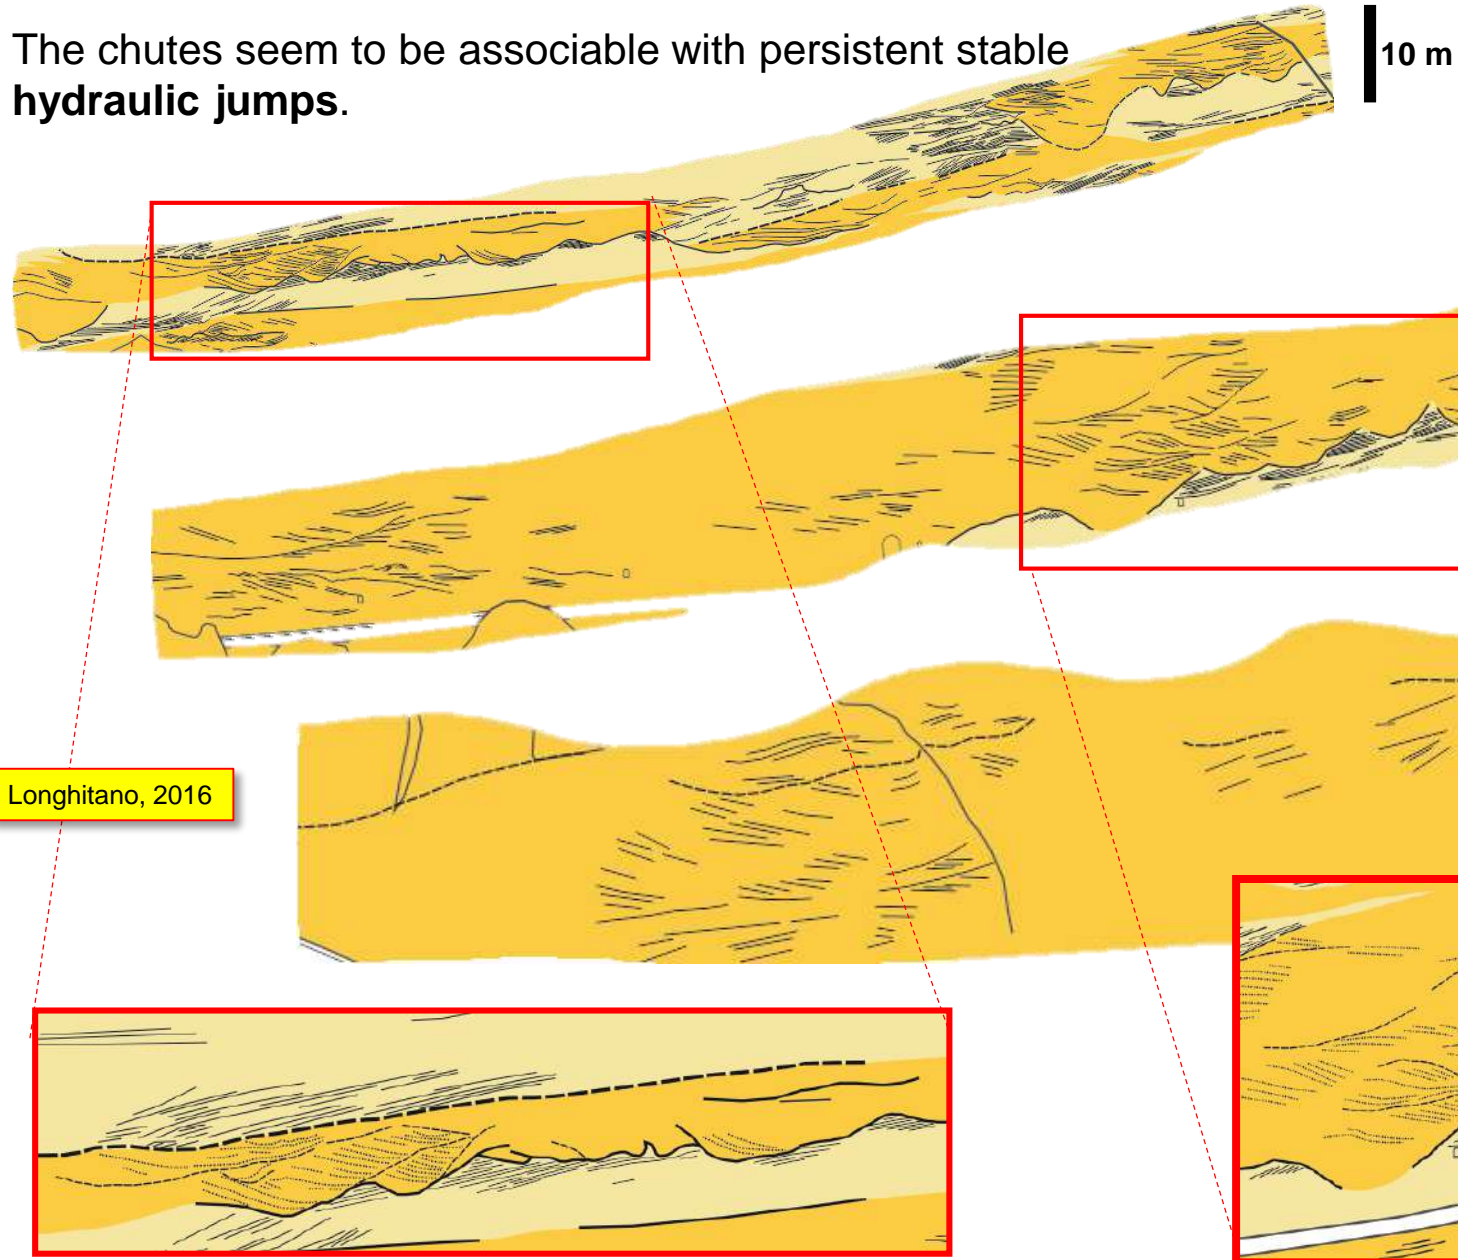 The chutes seem to be associable with persistent stable
hydraulic jumps.
10 m
Longhitano, 2016